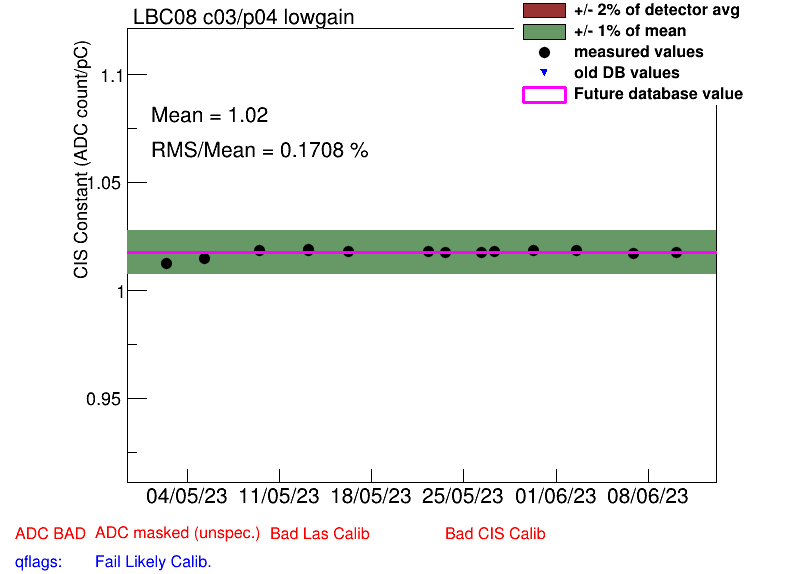 LBC08 c03/p04 lowgain
+/- 2% of detector avg
+/- 1% of mean
measured values
old DB values
Future database value
CIS Constant (ADC count/pC)
Mean = 1.02
RMS/Mean = 0.1708 %
1.1
1.05
1
0.95
04/05/23 11/05/23 18/05/23 25/05/23 01/06/23 08/06/23
ADC BAD ADC masked (unspec.) Bad Las Calib Bad CIS Calib
qflags: Fail Likely Calib.